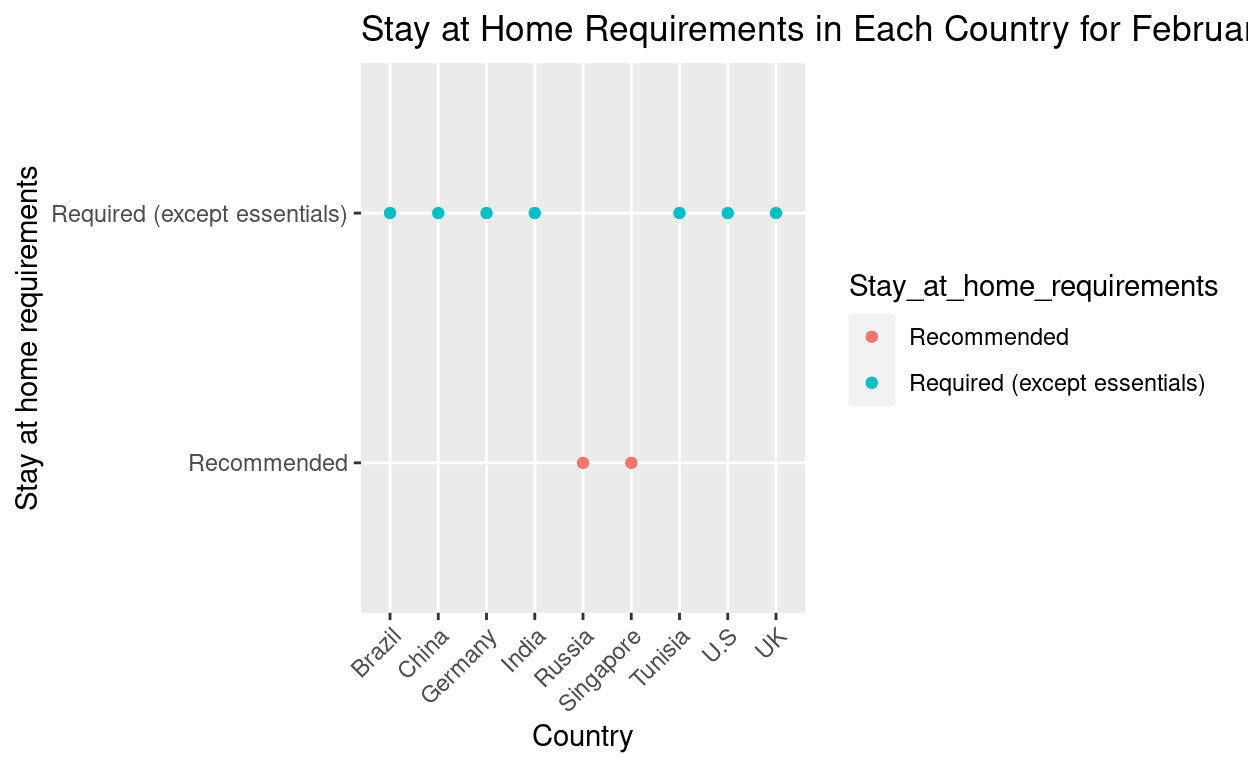 Stay at Home Requirements in Each Country for
Stay at home requirements
Required (except essentials)
Recommended
Brazil
China
Germany
India
Russia
Singapore
Tunisia
U.S
UK
Country
Stay_at_home_requirements
Recommended
Required (except essentials)